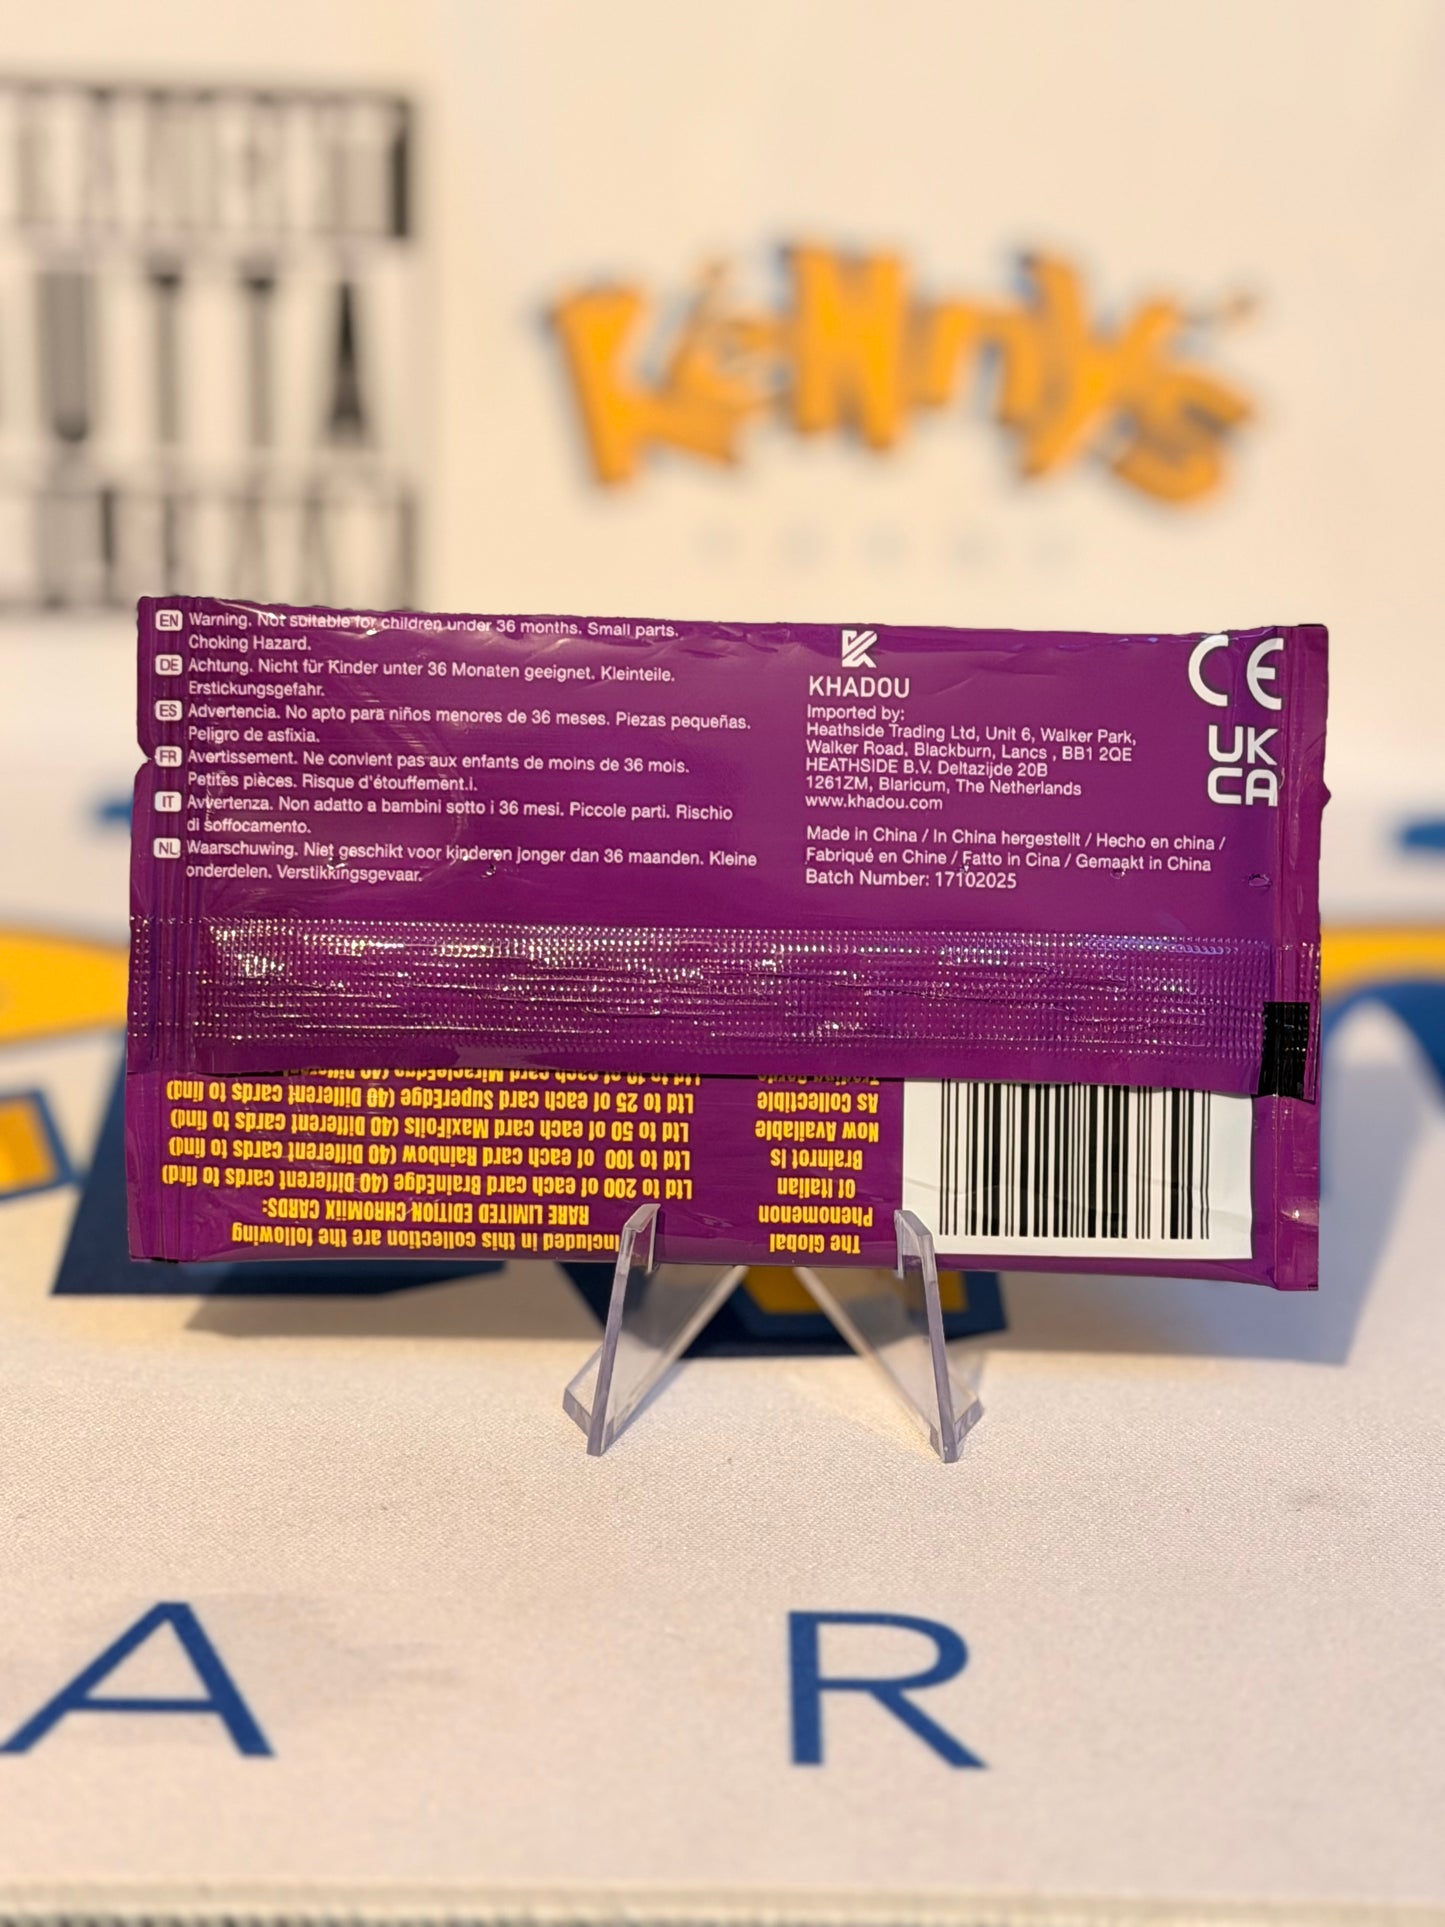 KeNNy's
EN Warning. Not suitable for children under 36 months. Small parts.
Choking Hazard.
DE Achtung. Nicht für Kinder unter 36 Monaten geeignet. Kleinteile.
Erstickungsgefahr.
ES Advertencia. No apto para niños menores de 36 meses. Piezas pequeñas.
Peligro de asfixia.
FR Avertissement. Ne convient pas aux enfants de moins de 36 mois.
Petites pièces. Risque d'étouffement.i.
IT Avvertenza. Non adatto a bambini sotto i 36 mesi. Piccole parti. Rischio
di soffocamento.
NL Waarschuwing. Niet geschikt voor kinderen jonger dan 36 maanden. Kleine
onderdelen. Verstikkingsgevaar.
KHADOU
Imported by:
Heathside Trading Ltd, Unit 6, Walker Park,
Walker Road, Blackburn, Lancs , BB1 2QE
HEATHSIDE B.V. Deltazijde 20B
1261ZM, Blaricum, The Netherlands
www.khadou.com
Made in China / In China hergestellt / Hecho en china /
Fabriqué en Chine / Fatto in Cina / Gemaakt in China
Batch Number: 17102025
CE
UK
CA
The Global
Phenomenon
Of Italian
Brainrot Is
Now Available
As Collectible
Included in this collection are the following
RARE LIMITED EDITION CHROMiiX CARDS:
Ltd to 200 of each card BrainEdge (40 Different cards to find)
Ltd to 100 of each card Rainbow (40 Different cards to find)
Ltd to 50 of each card MaxiFoils (40 Different cards to find)
Ltd to 25 of each card SuperEdge (40 Different cards to find)
A R